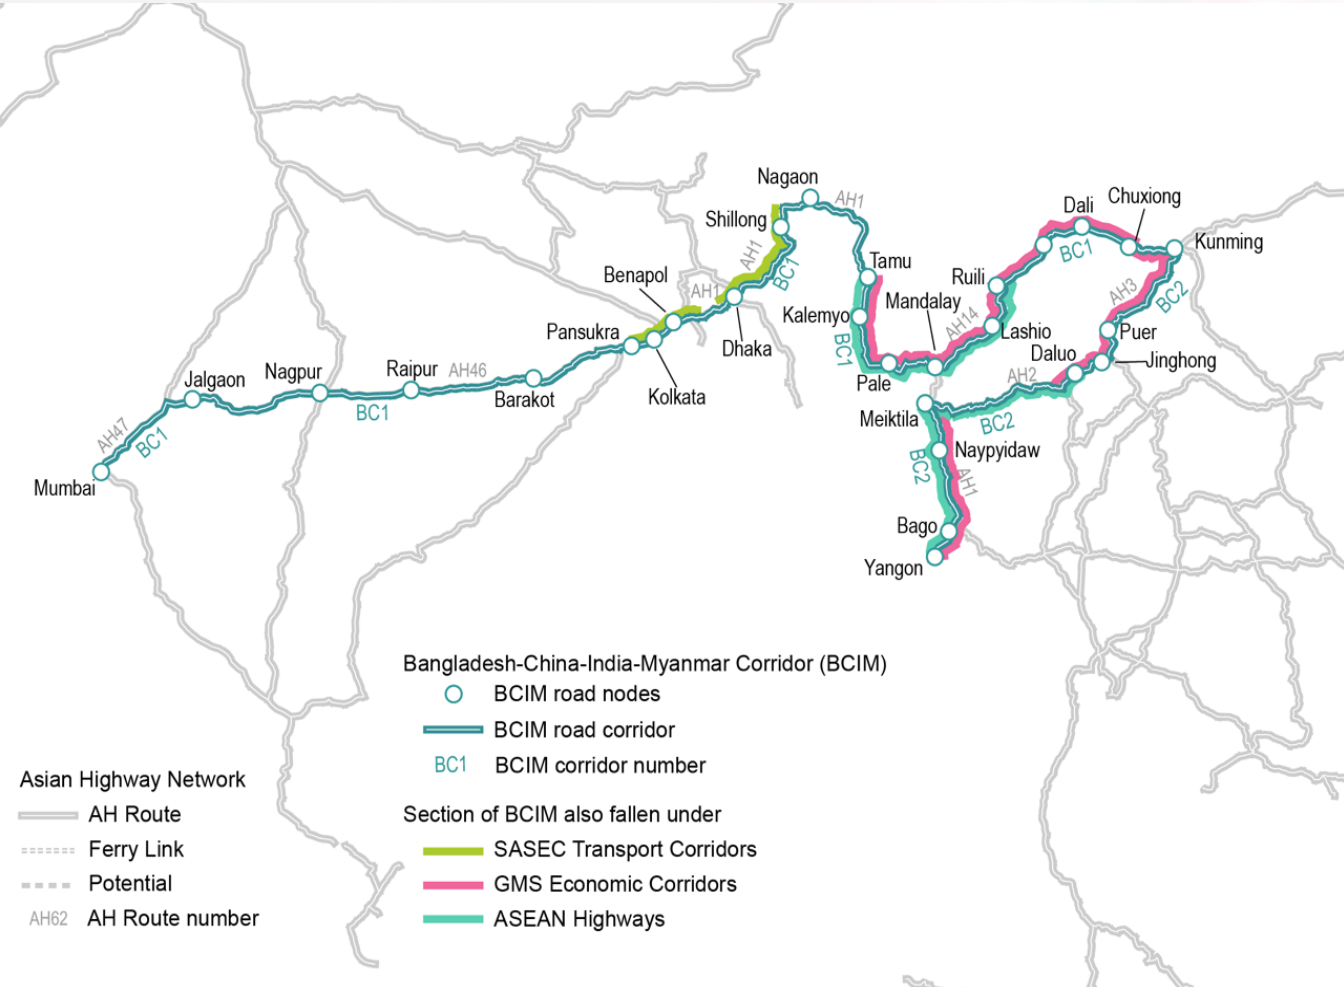 Nagaon
AH1
Shillong
AH1
BC1
Chuxiong
Dali
BC1
Kunming
Tamu
Benapol
AH1
Ruili
Mandalay
AH3
BC2
Kalemyo
AH14
Lashio
Puer
Pansukra
Dhaka
BC1
Daluo
Jinghong
Jalgaon
Nagpur
Raipur
AH46
Barakot
Kolkata
Pale
AH2
BC1
Meiktila
BC2
AH47
BC1
Mumbai
BC2
Naypyidaw
AH1
Bago
Yangon
Bangladesh-China-India-Myanmar Corridor (BCIM)
BCIM road nodes
BCIM road corridor
BC1 BCIM corridor number
Asian Highway Network
AH Route
Ferry Link
Potential
AH62 AH Route number
Section of BCIM also fallen under
SASEC Transport Corridors
GMS Economic Corridors
ASEAN Highways